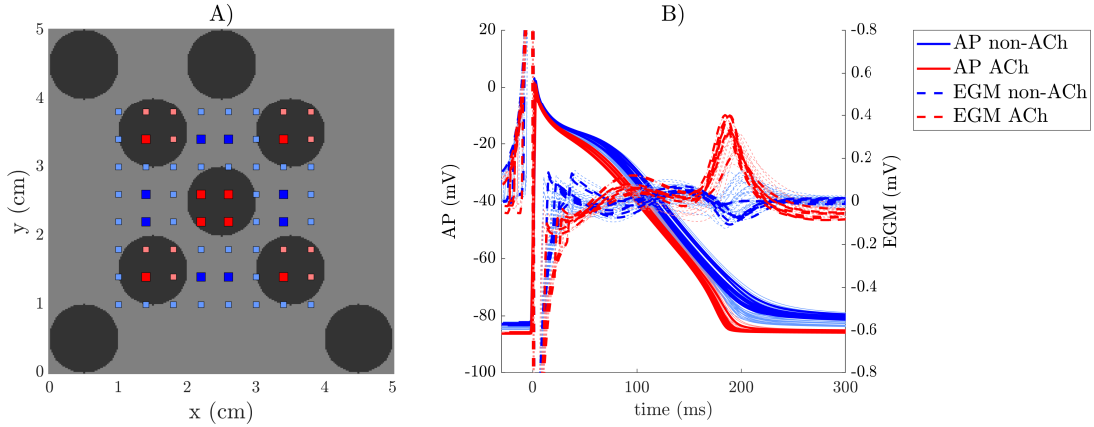 A)
5
4
3
2
1
0
y (cm)
0
1
2
3
4
5
x (cm)
B)
20
0
-20
-40
-60
-80
-100
AP (mV)
0
100
200
300
time (ms)
0.8
0.6
0.4
0.2
0
-0.2
-0.4
-0.6
-0.8
EGM (mV)
AP non-ACh
AP ACh
EGM non-ACh
EGM ACh